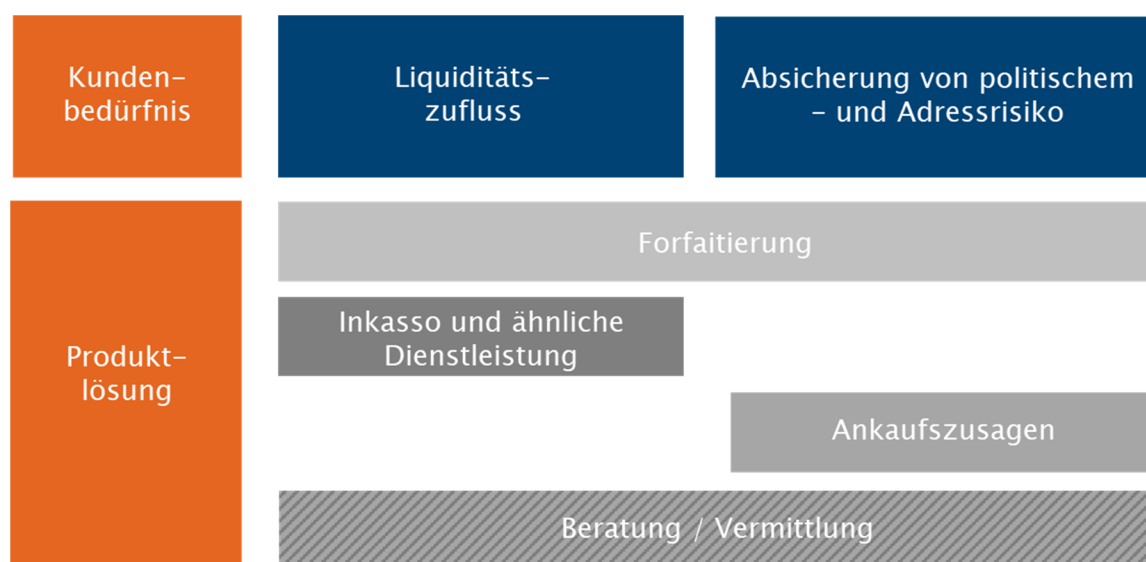 Kunden-
bedürfnis
Liquiditäts-
zufluss
Absicherung von politischem
- und Adressrisiko
Produkt-
lösung
Forfaitierung
Inkasso und ähnliche
Dienstleistung
Ankaufszusagen
Beratung / Vermittlung